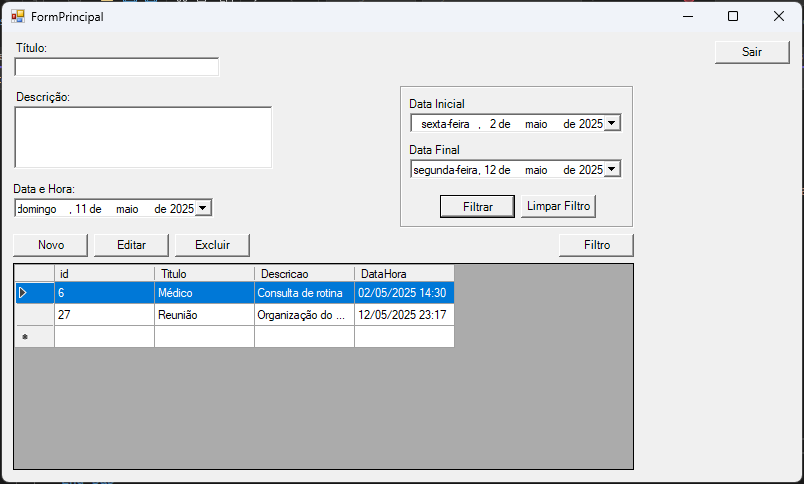 FormPrincipal
Título:
Sair
Descrição:
Data Inicial
sexta-feira , 2 de maio de 2025
Data Final
segunda-feira, 12 de maio de 2025
Data e Hora:
domingo , 11 de maio de 2025
Filtrar Limpar Filtro
Novo Editar Excluir Filtro
id Titulo Descricao DataHora
6 Médico Consulta de rotina 02/05/2025 14:30
27 Reunião Organização do ... 12/05/2025 23:17
*